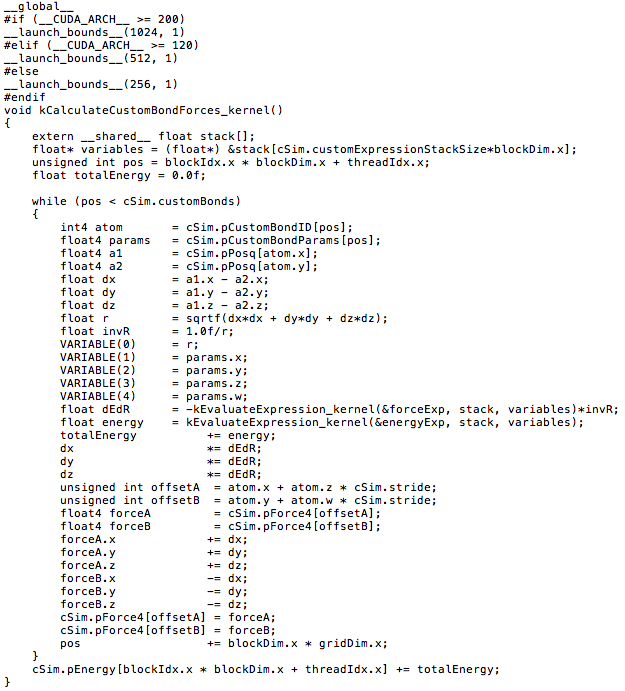 __global__
#if (__CUDA_ARCH__ >= 200)
__launch_bounds__(1024, 1)
#elif (__CUDA_ARCH__ >= 120)
__launch_bounds__(512, 1)
#else
__launch_bounds__(256, 1)
#endif
void kCalculateCustomBondForces_kernel()
{
    extern __shared__ float stack[];
    float* variables = (float*) &stack[cSim.customExpressionStackSize*blockDim.x];
    unsigned int pos = blockIdx.x * blockDim.x + threadIdx.x;
    float totalEnergy = 0.0f;

    while (pos < cSim.customBonds)
    {
        int4 atom       = cSim.pCustomBondID[pos];
        float4 params   = cSim.pCustomBondParams[pos];
        float4 a1       = cSim.pPosq[atom.x];
        float4 a2       = cSim.pPosq[atom.y];
        float dx        = a1.x - a2.x;
        float dy        = a1.y - a2.y;
        float dz        = a1.z - a2.z;
        float r         = sqrtf(dx*dx + dy*dy + dz*dz);
        float invR      = 1.0f/r;
        VARIABLE(0)     = r;
        VARIABLE(1)     = params.x;
        VARIABLE(2)     = params.y;
        VARIABLE(3)     = params.z;
        VARIABLE(4)     = params.w;
        float dEdR      = -kEvaluateExpression_kernel(&forceExp, stack, variables)*invR;
        float energy    = kEvaluateExpression_kernel(&energyExp, stack, variables);
        totalEnergy          += energy;
        dx                   *= dEdR;
        dy                   *= dEdR;
        dz                   *= dEdR;
        unsigned int offsetA  = atom.x + atom.z * cSim.stride;
        unsigned int offsetB  = atom.y + atom.w * cSim.stride;
        float4 forceA         = cSim.pForce4[offsetA];
        float4 forceB         = cSim.pForce4[offsetB];
        forceA.x             += dx;
        forceA.y             += dy;
        forceA.z             += dz;
        forceB.x             -= dx;
        forceB.y             -= dy;
        forceB.z             -= dz;
        cSim.pForce4[offsetA] = forceA;
        cSim.pForce4[offsetB] = forceB;
        pos                  += blockDim.x * gridDim.x;
    }
    cSim.pEnergy[blockIdx.x * blockDim.x + threadIdx.x] += totalEnergy;
}